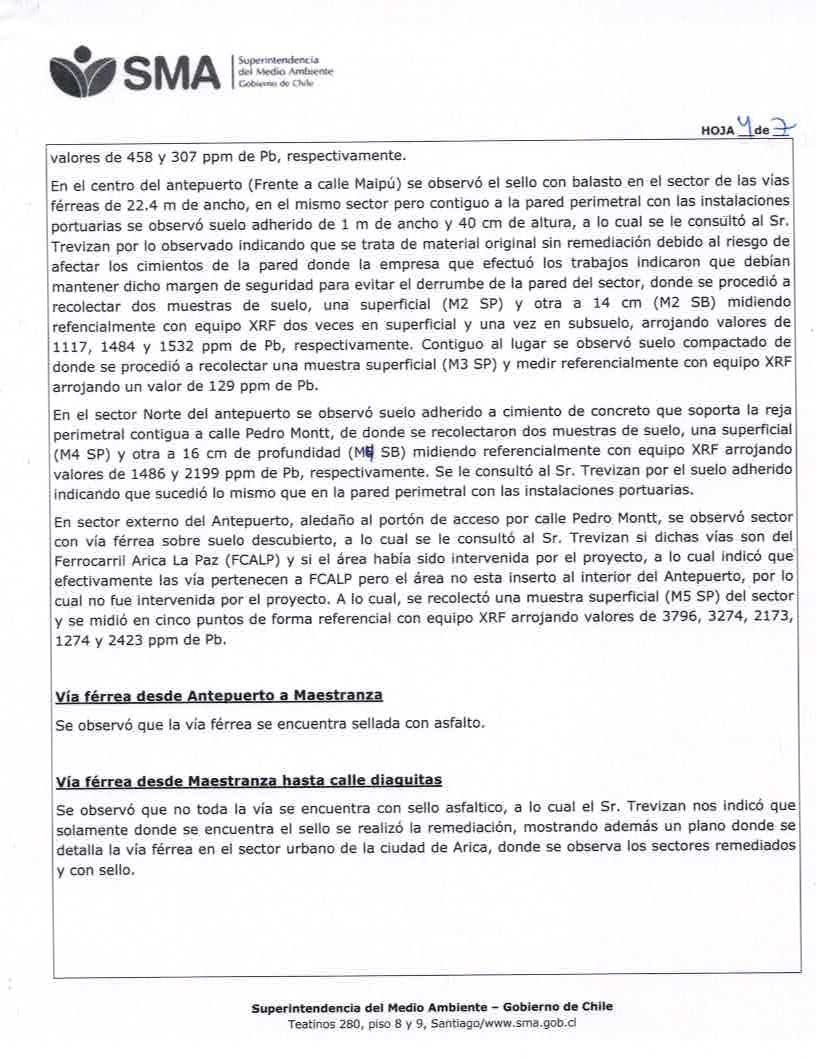 SMA
Superintendencia
del Medio Ambiente
Gobierno de Chile
HOJA 4 de 7
valores de 458 y 307 ppm de Pb, respectivamente.
En el centro del antepuerto (Frente a calle Maipú) se observó el sello con balasto en el sector de las vías
férreas de 22.4 m de ancho, en el mismo sector pero contiguo a la pared perimetral con las instalaciones
portuarias se observó suelo adherido de 1 m de ancho y 40 cm de altura, a lo cual se le consultó al Sr.
Trevizan por lo observado indicando que se trata de material original sin remediación debido al riesgo de
afectar los cimientos de la pared donde la empresa que efectuó los trabajos indicaron que debían
mantener dicho margen de seguridad para evitar el derrumbe de la pared del sector, donde se procedió a
recolectar dos muestras de suelo, una superficial (M2 SP) y otra a 14 cm (M2 SB) midiendo
refencialmente con equipo XRF dos veces en superficial y una vez en subsuelo, arrojando valores de
1117, 1484 y 1532 ppm de Pb, respectivamente. Contiguo al lugar se observó suelo compactado de
donde se procedió a recolectar una muestra superficial (M3 SP) y medir referencialmente con equipo XRF
arrojando un valor de 129 ppm de Pb.
En el sector Norte del antepuerto se observó suelo adherido a cimiento de concreto que soporta la reja
perimetral contigua a calle Pedro Montt, de donde se recolectaron dos muestras de suelo, una superficial
(M4 SP) y otra a 16 cm de profundidad (M4 SB) midiendo referencialmente con equipo XRF arrojando
valores de 1486 y 2199 ppm de Pb, respectivamente. Se le consultó al Sr. Trevizan por el suelo adherido
indicando que sucedió lo mismo que en la pared perimetral con las instalaciones portuarias.
En sector externo del Antepuerto, aledaño al portón de acceso por calle Pedro Montt, se observó sector
con vía férrea sobre suelo descubierto, a lo cual se le consultó al Sr. Trevizan si dichas vías son del
Ferrocarril Arica La Paz (FCALP) y si el área había sido intervenida por el proyecto, a lo cual indicó que
efectivamente las vía pertenecen a FCALP pero el área no esta inserto al interior del Antepuerto, por lo
cual no fue intervenida por el proyecto. A lo cual, se recolectó una muestra superficial (M5 SP) del sector
y se midió en cinco puntos de forma referencial con equipo XRF arrojando valores de 3796, 3274, 2173,
1274 y 2423 ppm de Pb.
Vía férrea desde Antepuerto a Maestranza
Se observó que la vía férrea se encuentra sellada con asfalto.
Vía férrea desde Maestranza hasta calle diaguitas
Se observó que no toda la vía se encuentra con sello asfaltico, a lo cual el Sr. Trevizan nos indicó que
solamente donde se encuentra el sello se realizó la remediación, mostrando además un plano donde se
detalla la vía férrea en el sector urbano de la ciudad de Arica, donde se observa los sectores remediados
y con sello.
Superintendencia del Medio Ambiente – Gobierno de Chile
Teatinos 280, piso 8 y 9, Santiago/www.sma.gob.cl